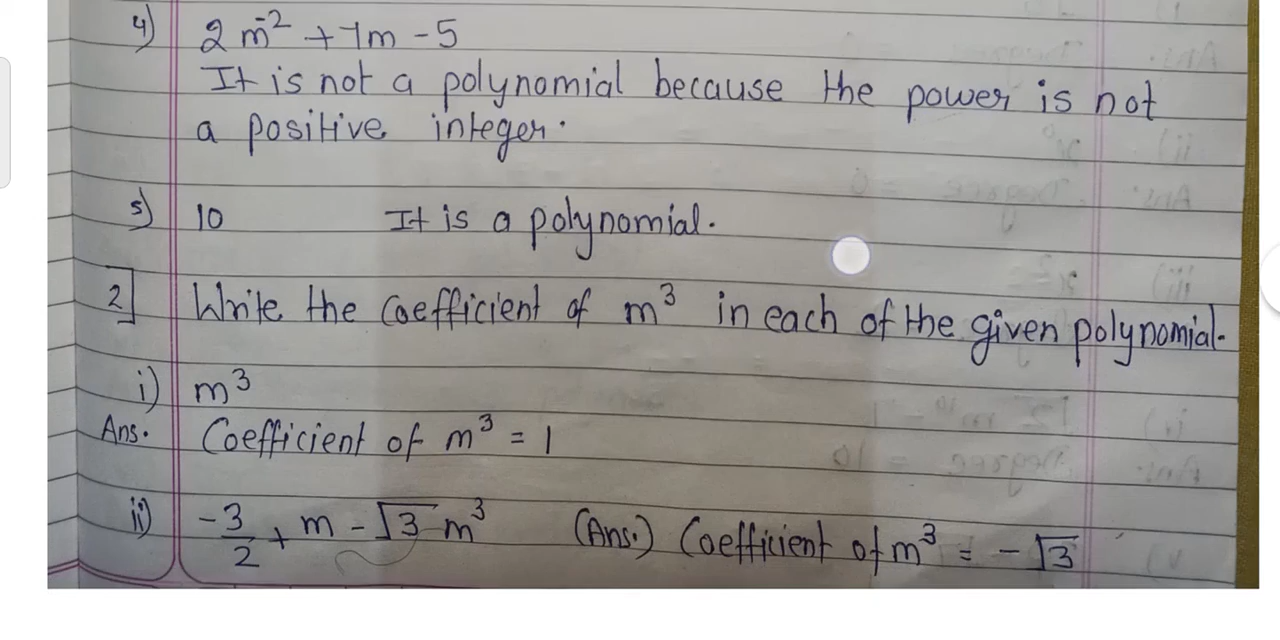 4) 2m⁻² + 7m - 5
It is not a polynomial because the power is not
a positive integer.
5) 10 It is a polynomial.
2] Write the Coefficient of m³ in each of the given polynomial.
i) m³
Ans. Coefficient of m³ = 1
ii) -3/2 + m - √3 m³ (Ans.) Coefficient of m³ = -√3